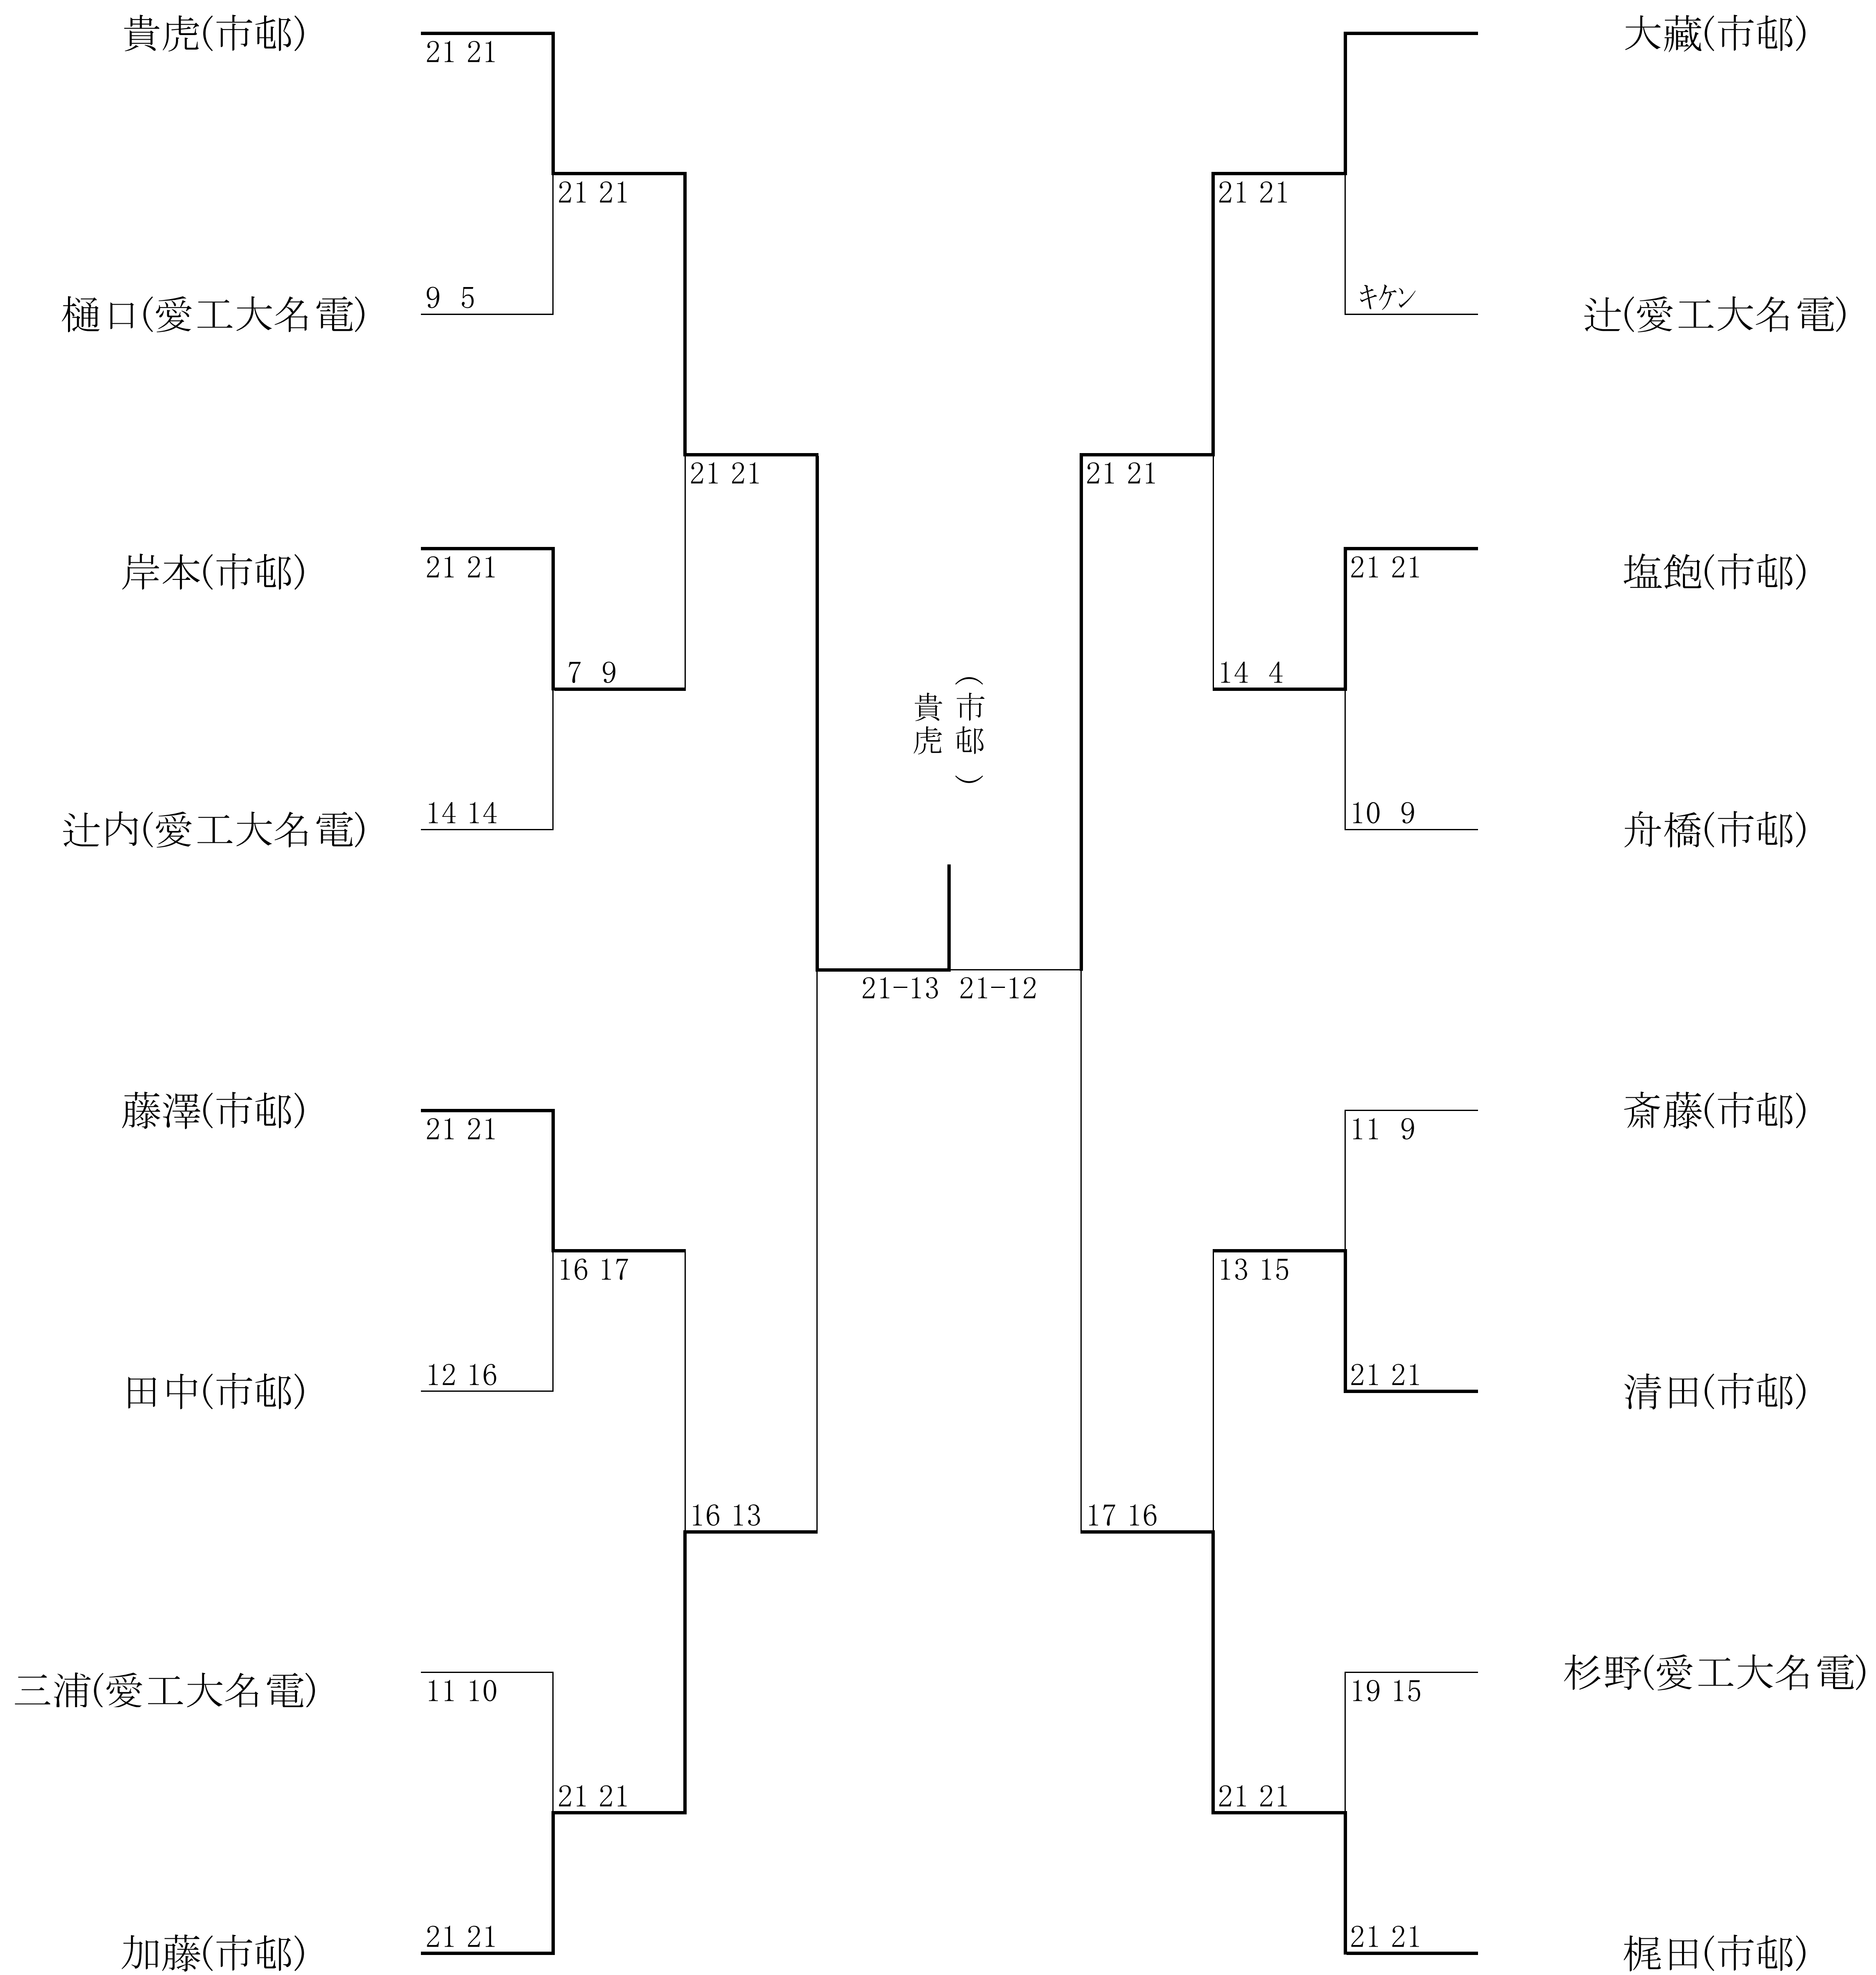 貴虎(市邨)
21 21
21 21
樋口(愛工大名電)
9 5
21 21
岸本(市邨)
21 21
7 9
辻内(愛工大名電)
14 14
藤澤(市邨)
21 21
16 17
田中(市邨)
12 16
16 13
三浦(愛工大名電)
11 10
21 21
加藤(市邨)
21 21
(市邨)
貴虎
21-13 21-12
大藏(市邨)
21 21
キケン
辻(愛工大名電)
21 21
塩飽(市邨)
21 21
14 4
10 9
舟橋(市邨)
斎藤(市邨)
11 9
13 15
21 21
清田(市邨)
17 16
杉野(愛工大名電)
19 15
21 21
21 21
梶田(市邨)